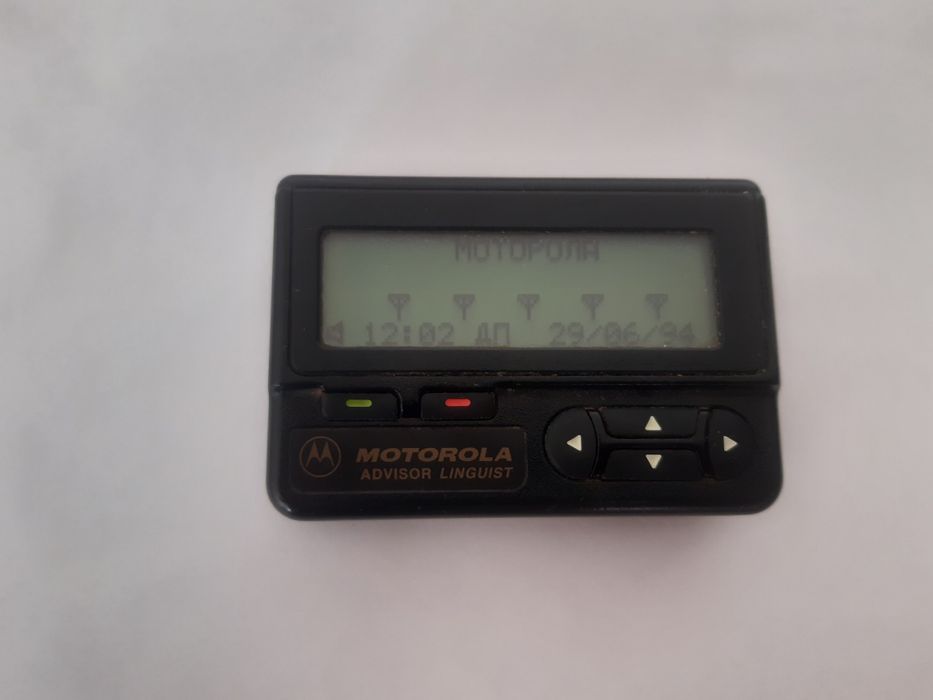 МОТОРОЛА
12:02 ДП 29/06/94
MOTOROLA
ADVISOR LINGUIST